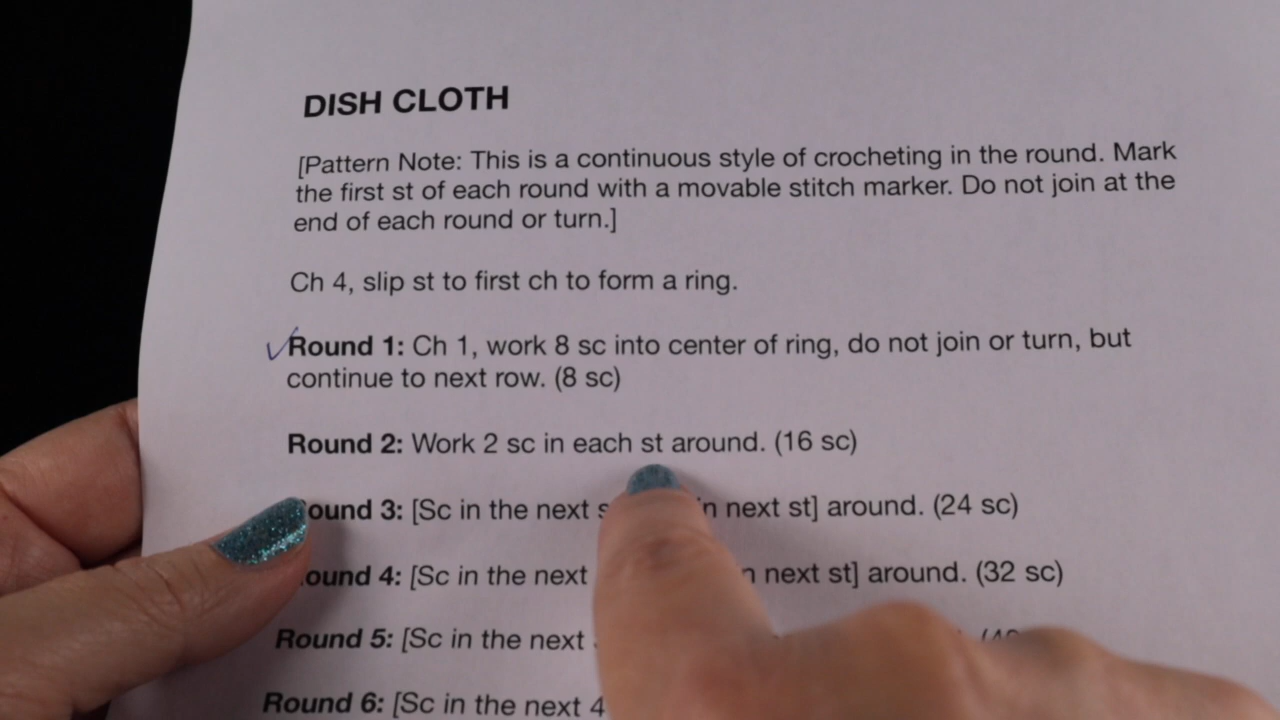 DISH CLOTH
[Pattern Note: This is a continuous style of crocheting in the round. Mark
the first st of each round with a movable stitch marker. Do not join at the
end of each round or turn.]
Ch 4, slip st to first ch to form a ring.
Round 1: Ch 1, work 8 sc into center of ring, do not join or turn, but
continue to next row. (8 sc)
Round 2: Work 2 sc in each st around. (16 sc)
Round 3: [Sc in the next next st] around. (24 sc)
Round 4: [Sc in the next next st] around. (32 sc)
Round 5: [Sc in the next
Round 6: [Sc in the next 4